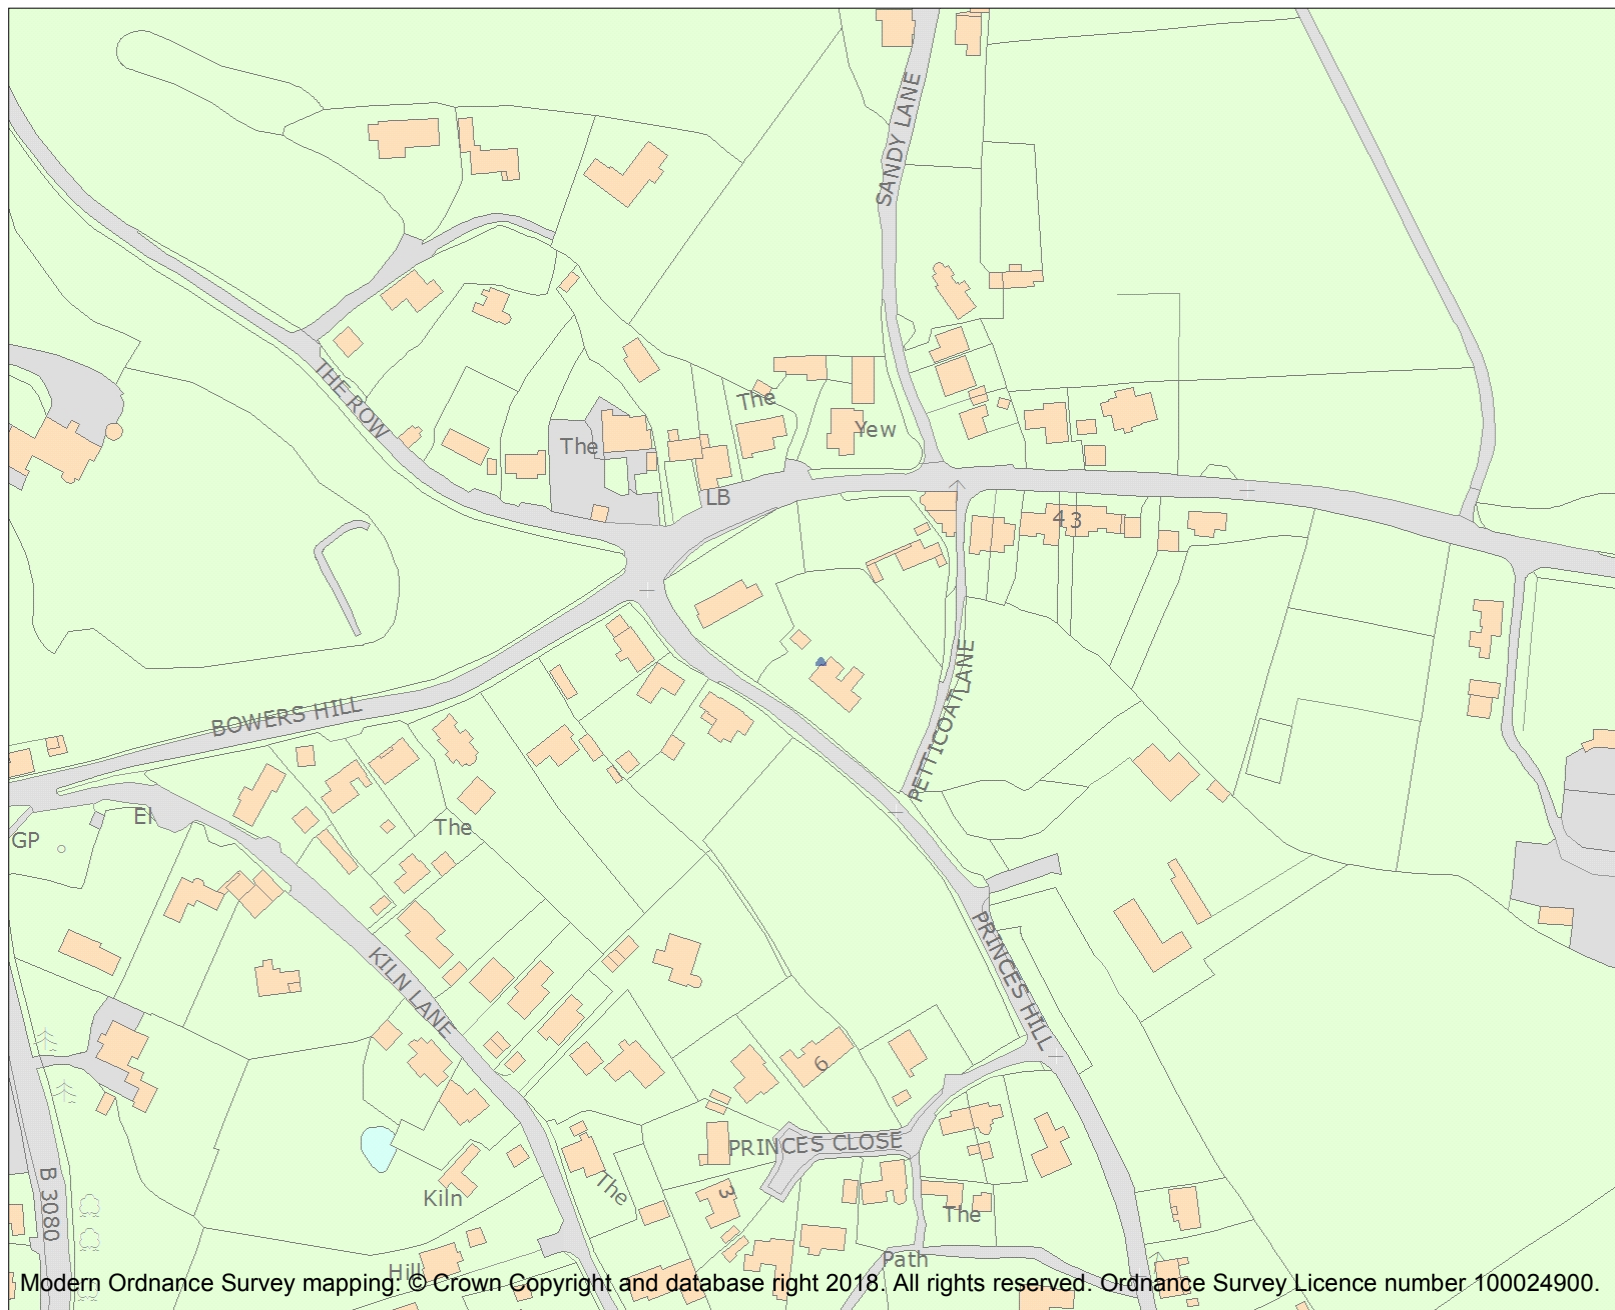 SANDY LANE
THE ROW
The
Yew
The
LB
43
PETTICOAT LANE
BOWERS HILL
El
GP
The
PRINCES HILL
KILN LANE
6
PRINCES CLOSE
B 3080
Kiln
The
3
The
Path
Hill
Modern Ordnance Survey mapping: © Crown Copyright and database right 2018. All rights reserved. Ordnance Survey Licence number 100024900.